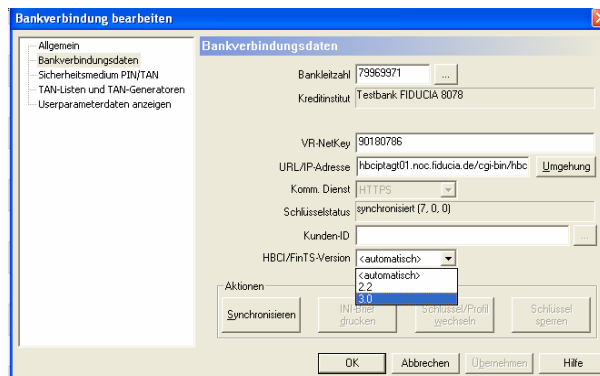 Bankverbindung bearbeiten
Allgemein
Bankverbindungsdaten
Sicherheitsmedium PIN/TAN
TAN-Listen und TAN-Generatoren
Userparameterdaten anzeigen
Bankverbindungsdaten
Bankleitzahl 79969971 ...
Kreditinstitut Testbank FIDUCIA 8078
VR-NetKey 90180786
URL/IP-Adresse hbciptagt01.noc.fiducia.de/cgi-bin/hbc Umgehung
Komm. Dienst HTTPS
Schlüsselstatus synchronisiert (7, 0, 0)
Kunden-ID ...
HBCI/FinTS-Version <automatisch>
<automatisch>
2.2
3.0
Aktionen
Synchronisieren
INI-Brief drucken
Schlüssel/Profil wechseln
Schlüssel sperren
OK Abbrechen Übernehmen Hilfe